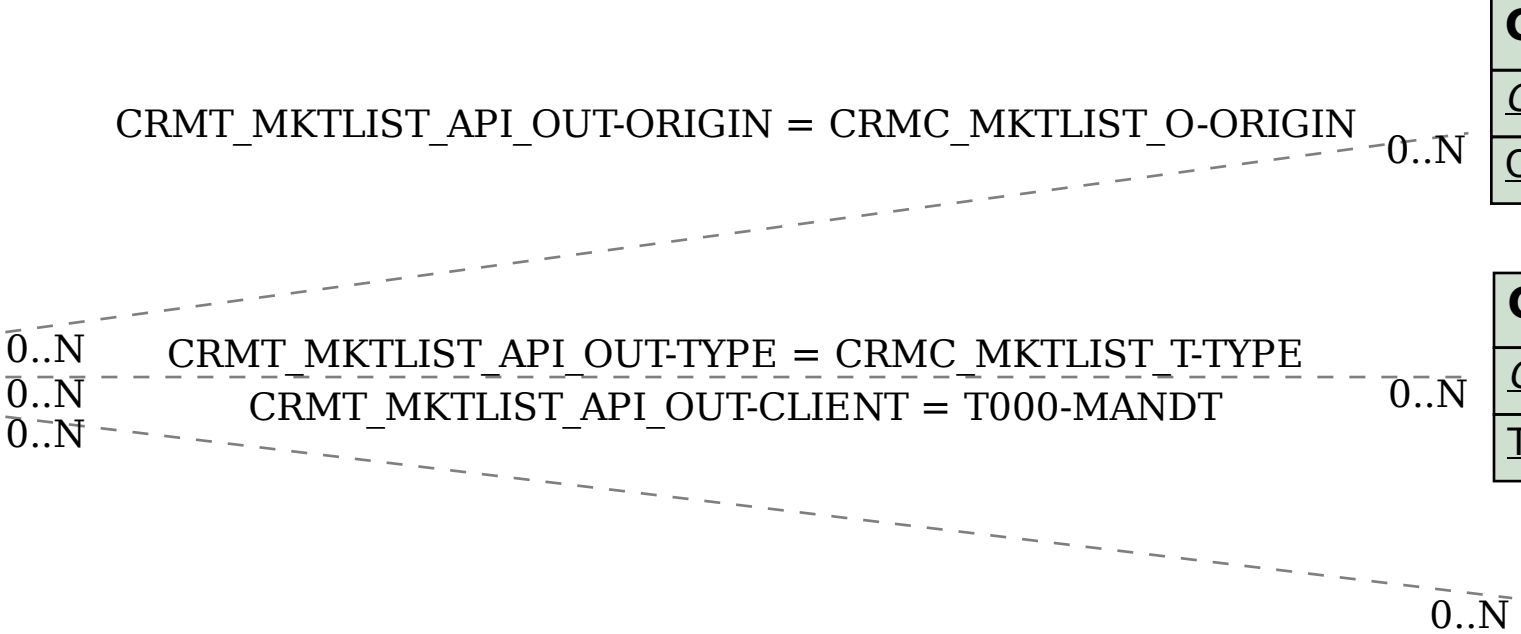 CRMT_MKTLIST_API_OUT-ORIGIN = CRMC_MKTLIST_O-ORIGIN
0..N
0..N
CRMT_MKTLIST_API_OUT-TYPE = CRMC_MKTLIST_T-TYPE
0..N
0..N
CRMT_MKTLIST_API_OUT-CLIENT = T000-MANDT
0..N
0..N